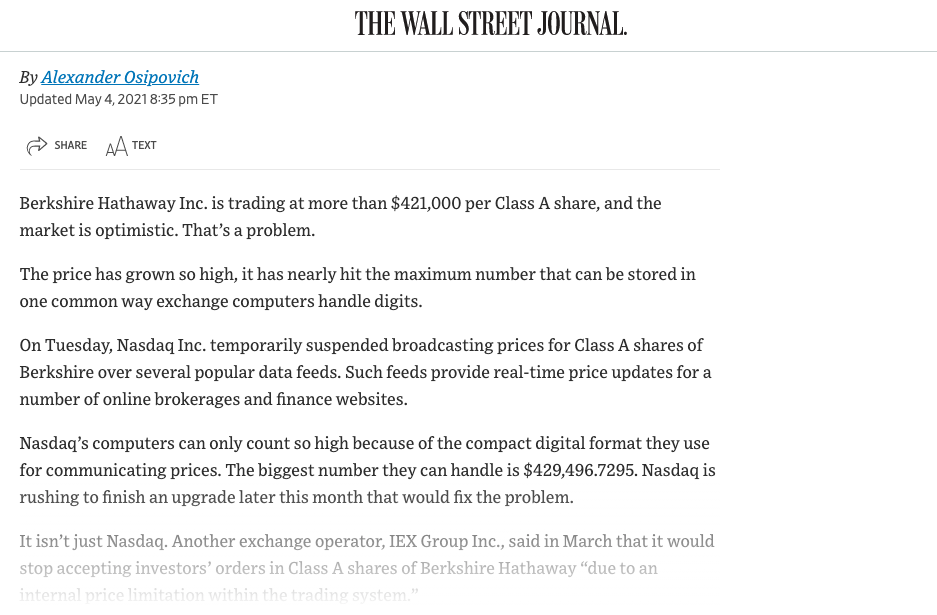 THE WALL STREET JOURNAL.
By Alexander Osipovich
Updated May 4, 2021 8:35 pm ET
SHARE AA TEXT
Berkshire Hathaway Inc. is trading at more than $421,000 per Class A share, and the
market is optimistic. That’s a problem.
The price has grown so high, it has nearly hit the maximum number that can be stored in
one common way exchange computers handle digits.
On Tuesday, Nasdaq Inc. temporarily suspended broadcasting prices for Class A shares of
Berkshire over several popular data feeds. Such feeds provide real-time price updates for a
number of online brokerages and finance websites.
Nasdaq’s computers can only count so high because of the compact digital format they use
for communicating prices. The biggest number they can handle is $429,496.7295. Nasdaq is
rushing to finish an upgrade later this month that would fix the problem.
It isn’t just Nasdaq. Another exchange operator, IEX Group Inc., said in March that it would
stop accepting investors’ orders in Class A shares of Berkshire Hathaway “due to an
internal price limitation within the trading system.”